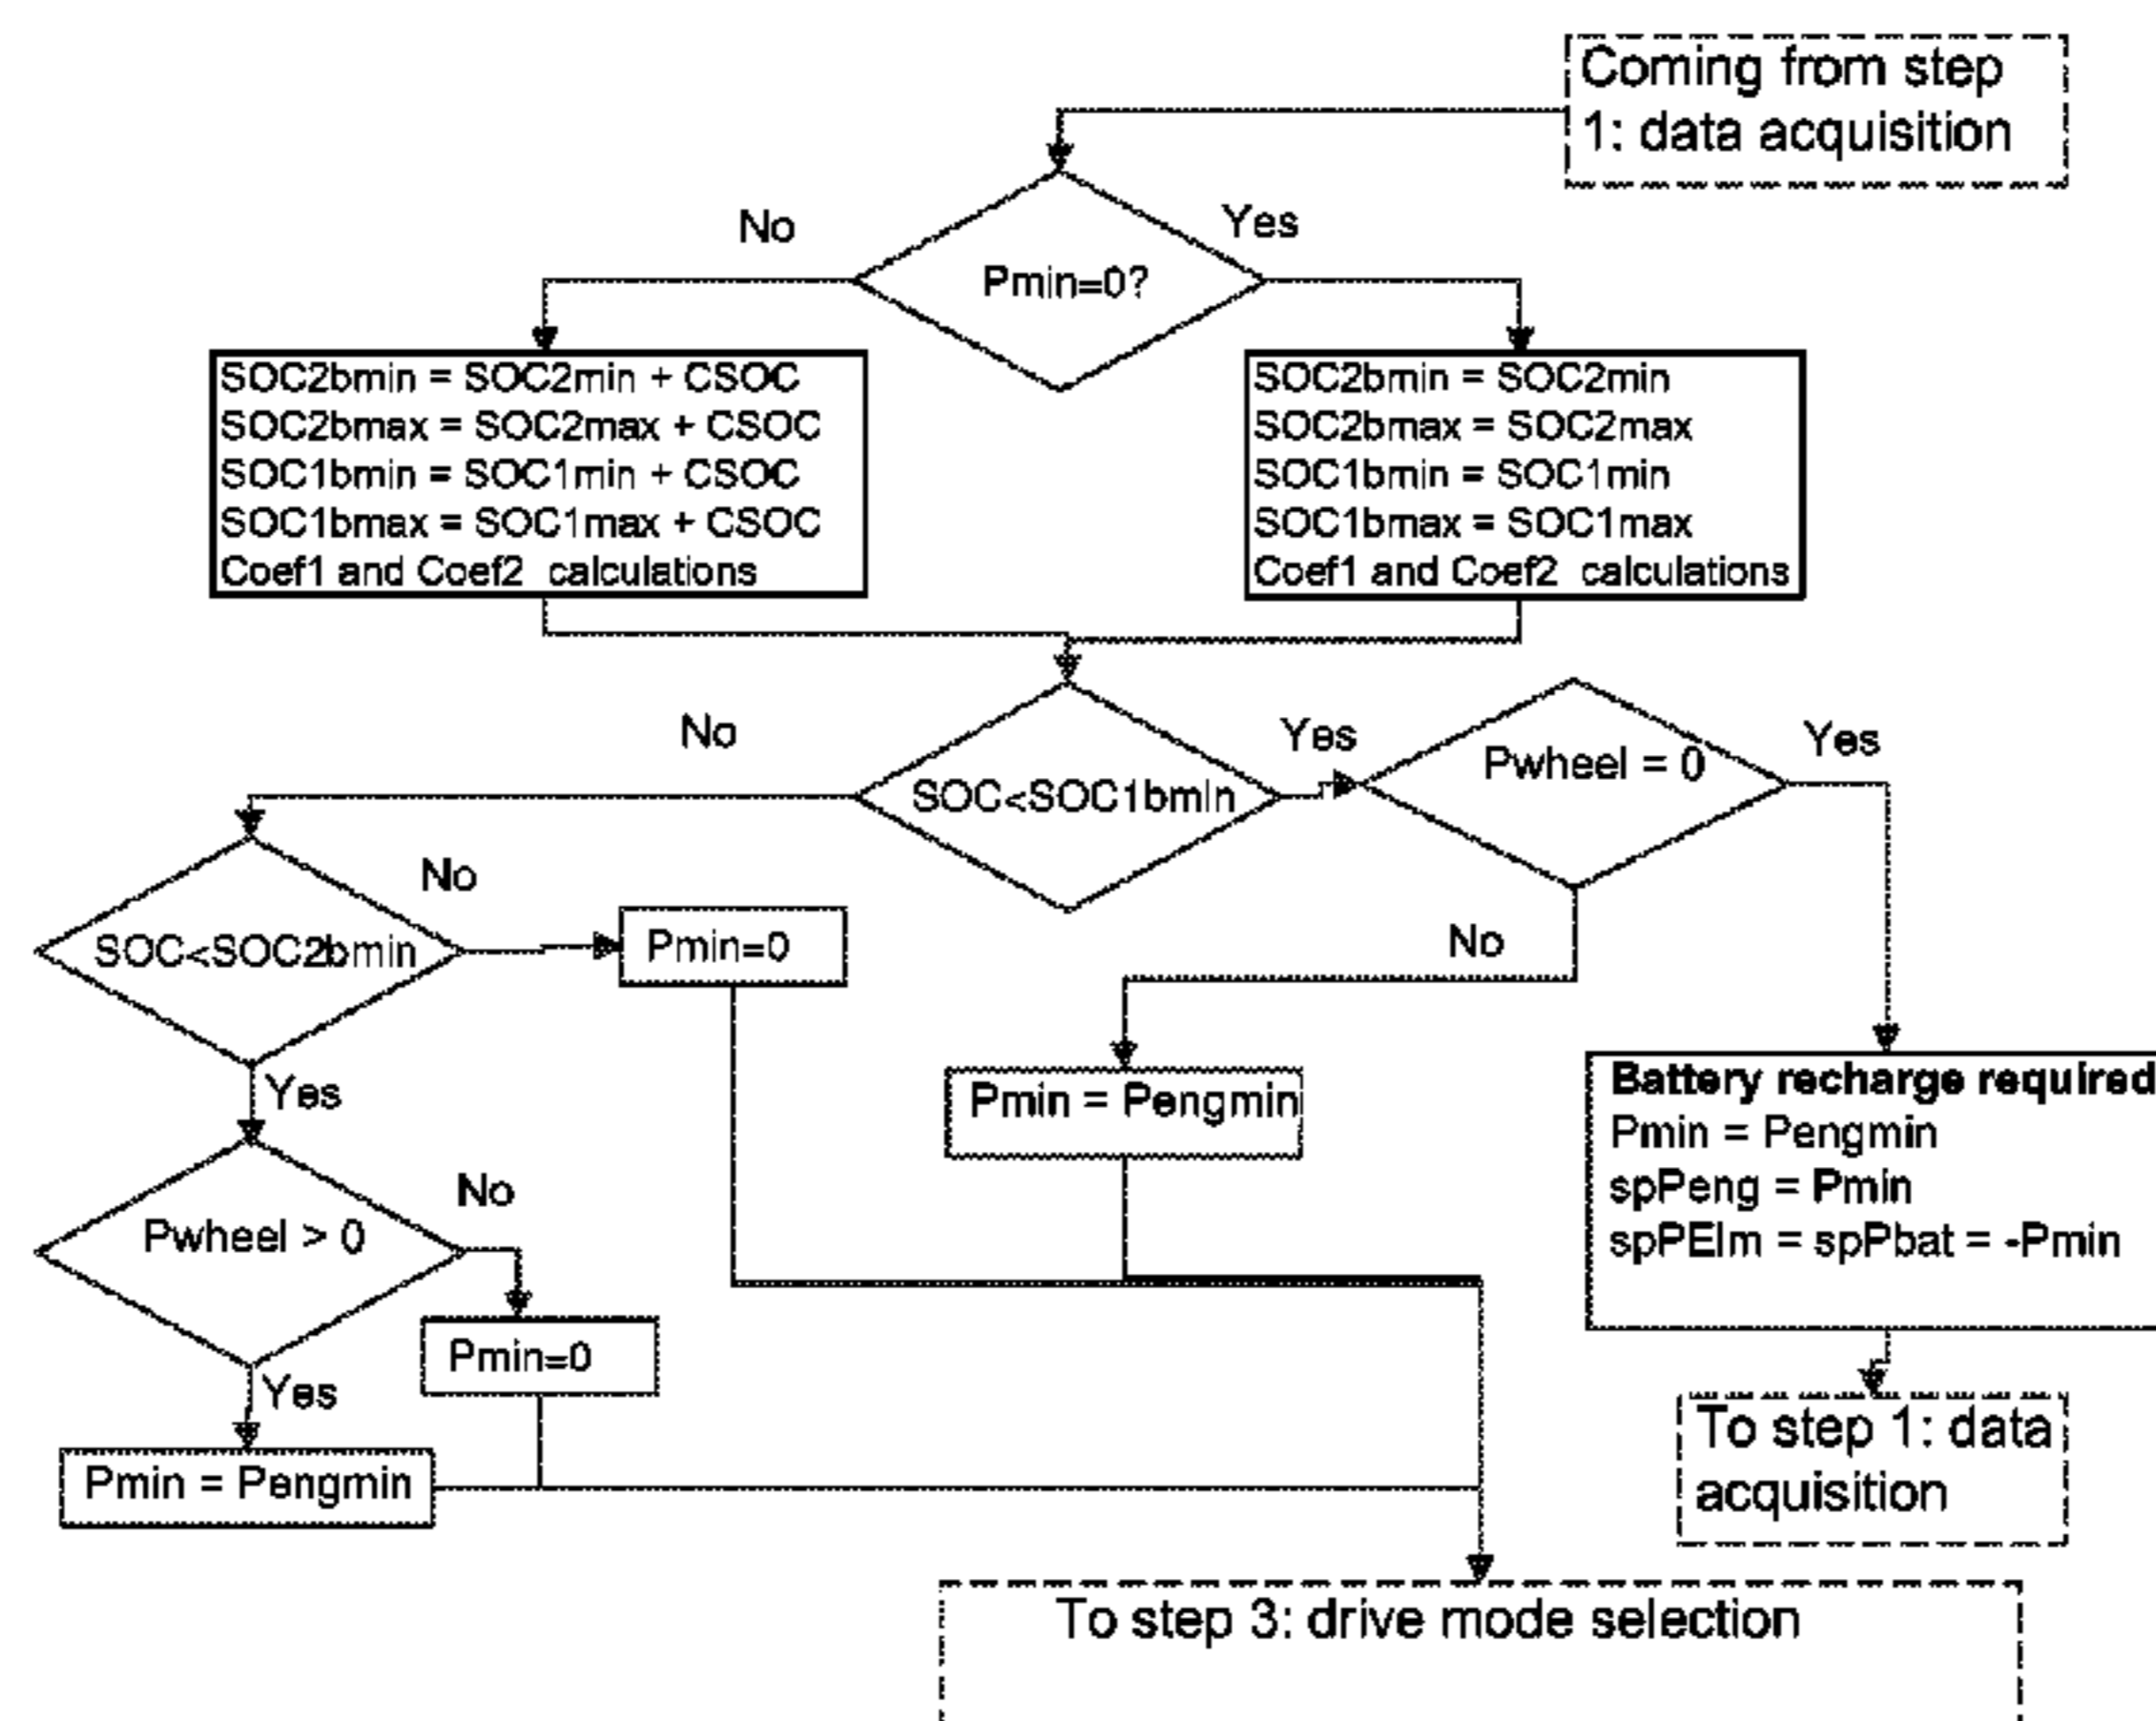 Coming from step
1: data acquisition
No
Yes
Pmin=0?
SOC2bmin = SOC2min + CSOC
SOC2bmax = SOC2max + CSOC
SOC1bmin = SOC1min + CSOC
SOC1bmax = SOC1max + CSOC
Coef1 and Coef2 calculations
SOC2bmin = SOC2min
SOC2bmax = SOC2max
SOC1bmin = SOC1min
SOC1bmax = SOC1max
Coef1 and Coef2 calculations
No
SOC<SOC1bmin
Yes
Pwheel = 0
Yes
No
SOC<SOC2bmin
No
Pmin=0
Yes
Pmin = Pengmin
Battery recharge required
Pmin = Pengmin
spPeng = Pmin
spPElm = spPbat = -Pmin
Pwheel > 0
No
Pmin=0
Yes
Pmin = Pengmin
To step 1: data
acquisition
To step 3: drive mode selection